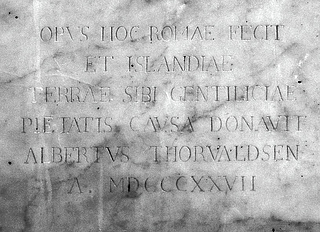 OPVS HOC ROMAE FECIT
ET ISLANDIAE
TERRAE SIBI GENTILICIAE
PIETATIS CAVSA DONAVIT
ALBERTVS THORVALDSEN
A. MDCCCXXVII